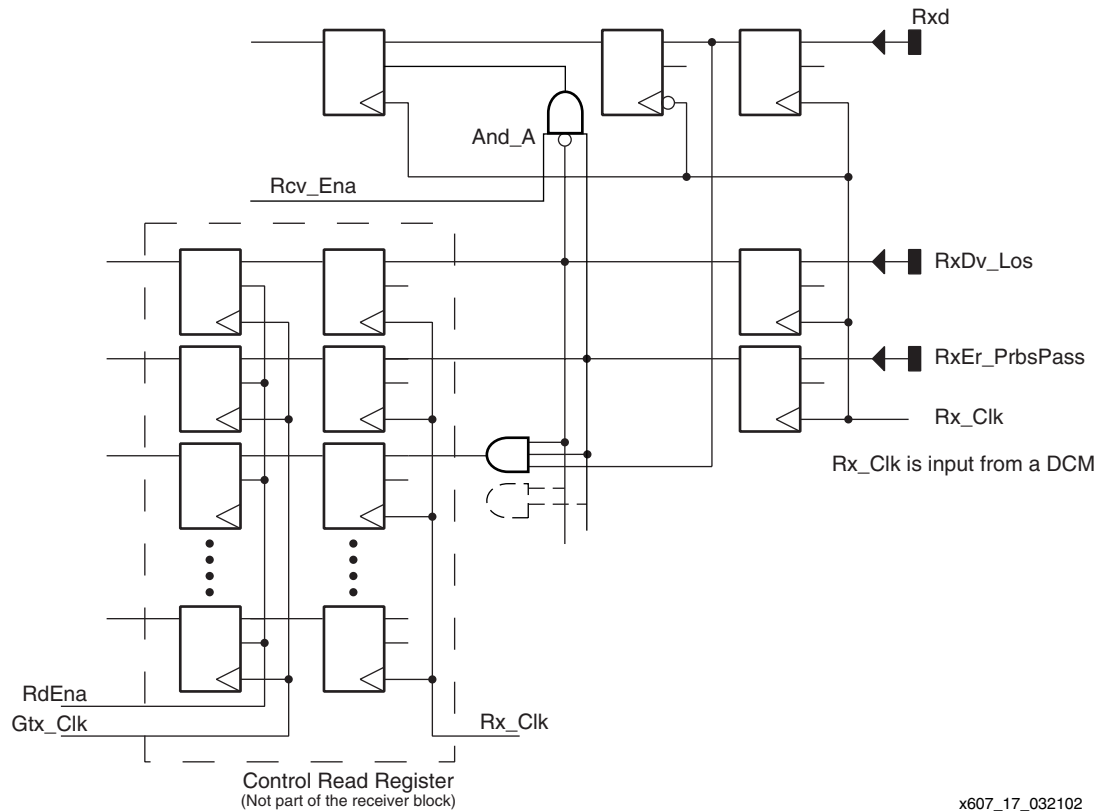 Rxd
And_A
Rcv_Ena
RxDv_Los
RxEr_PrbsPass
Rx_Clk
Rx_Clk is input from a DCM
RdEna
Gtx_Clk
Rx_Clk
Control Read Register
(Not part of the receiver block)
x607_17_032102